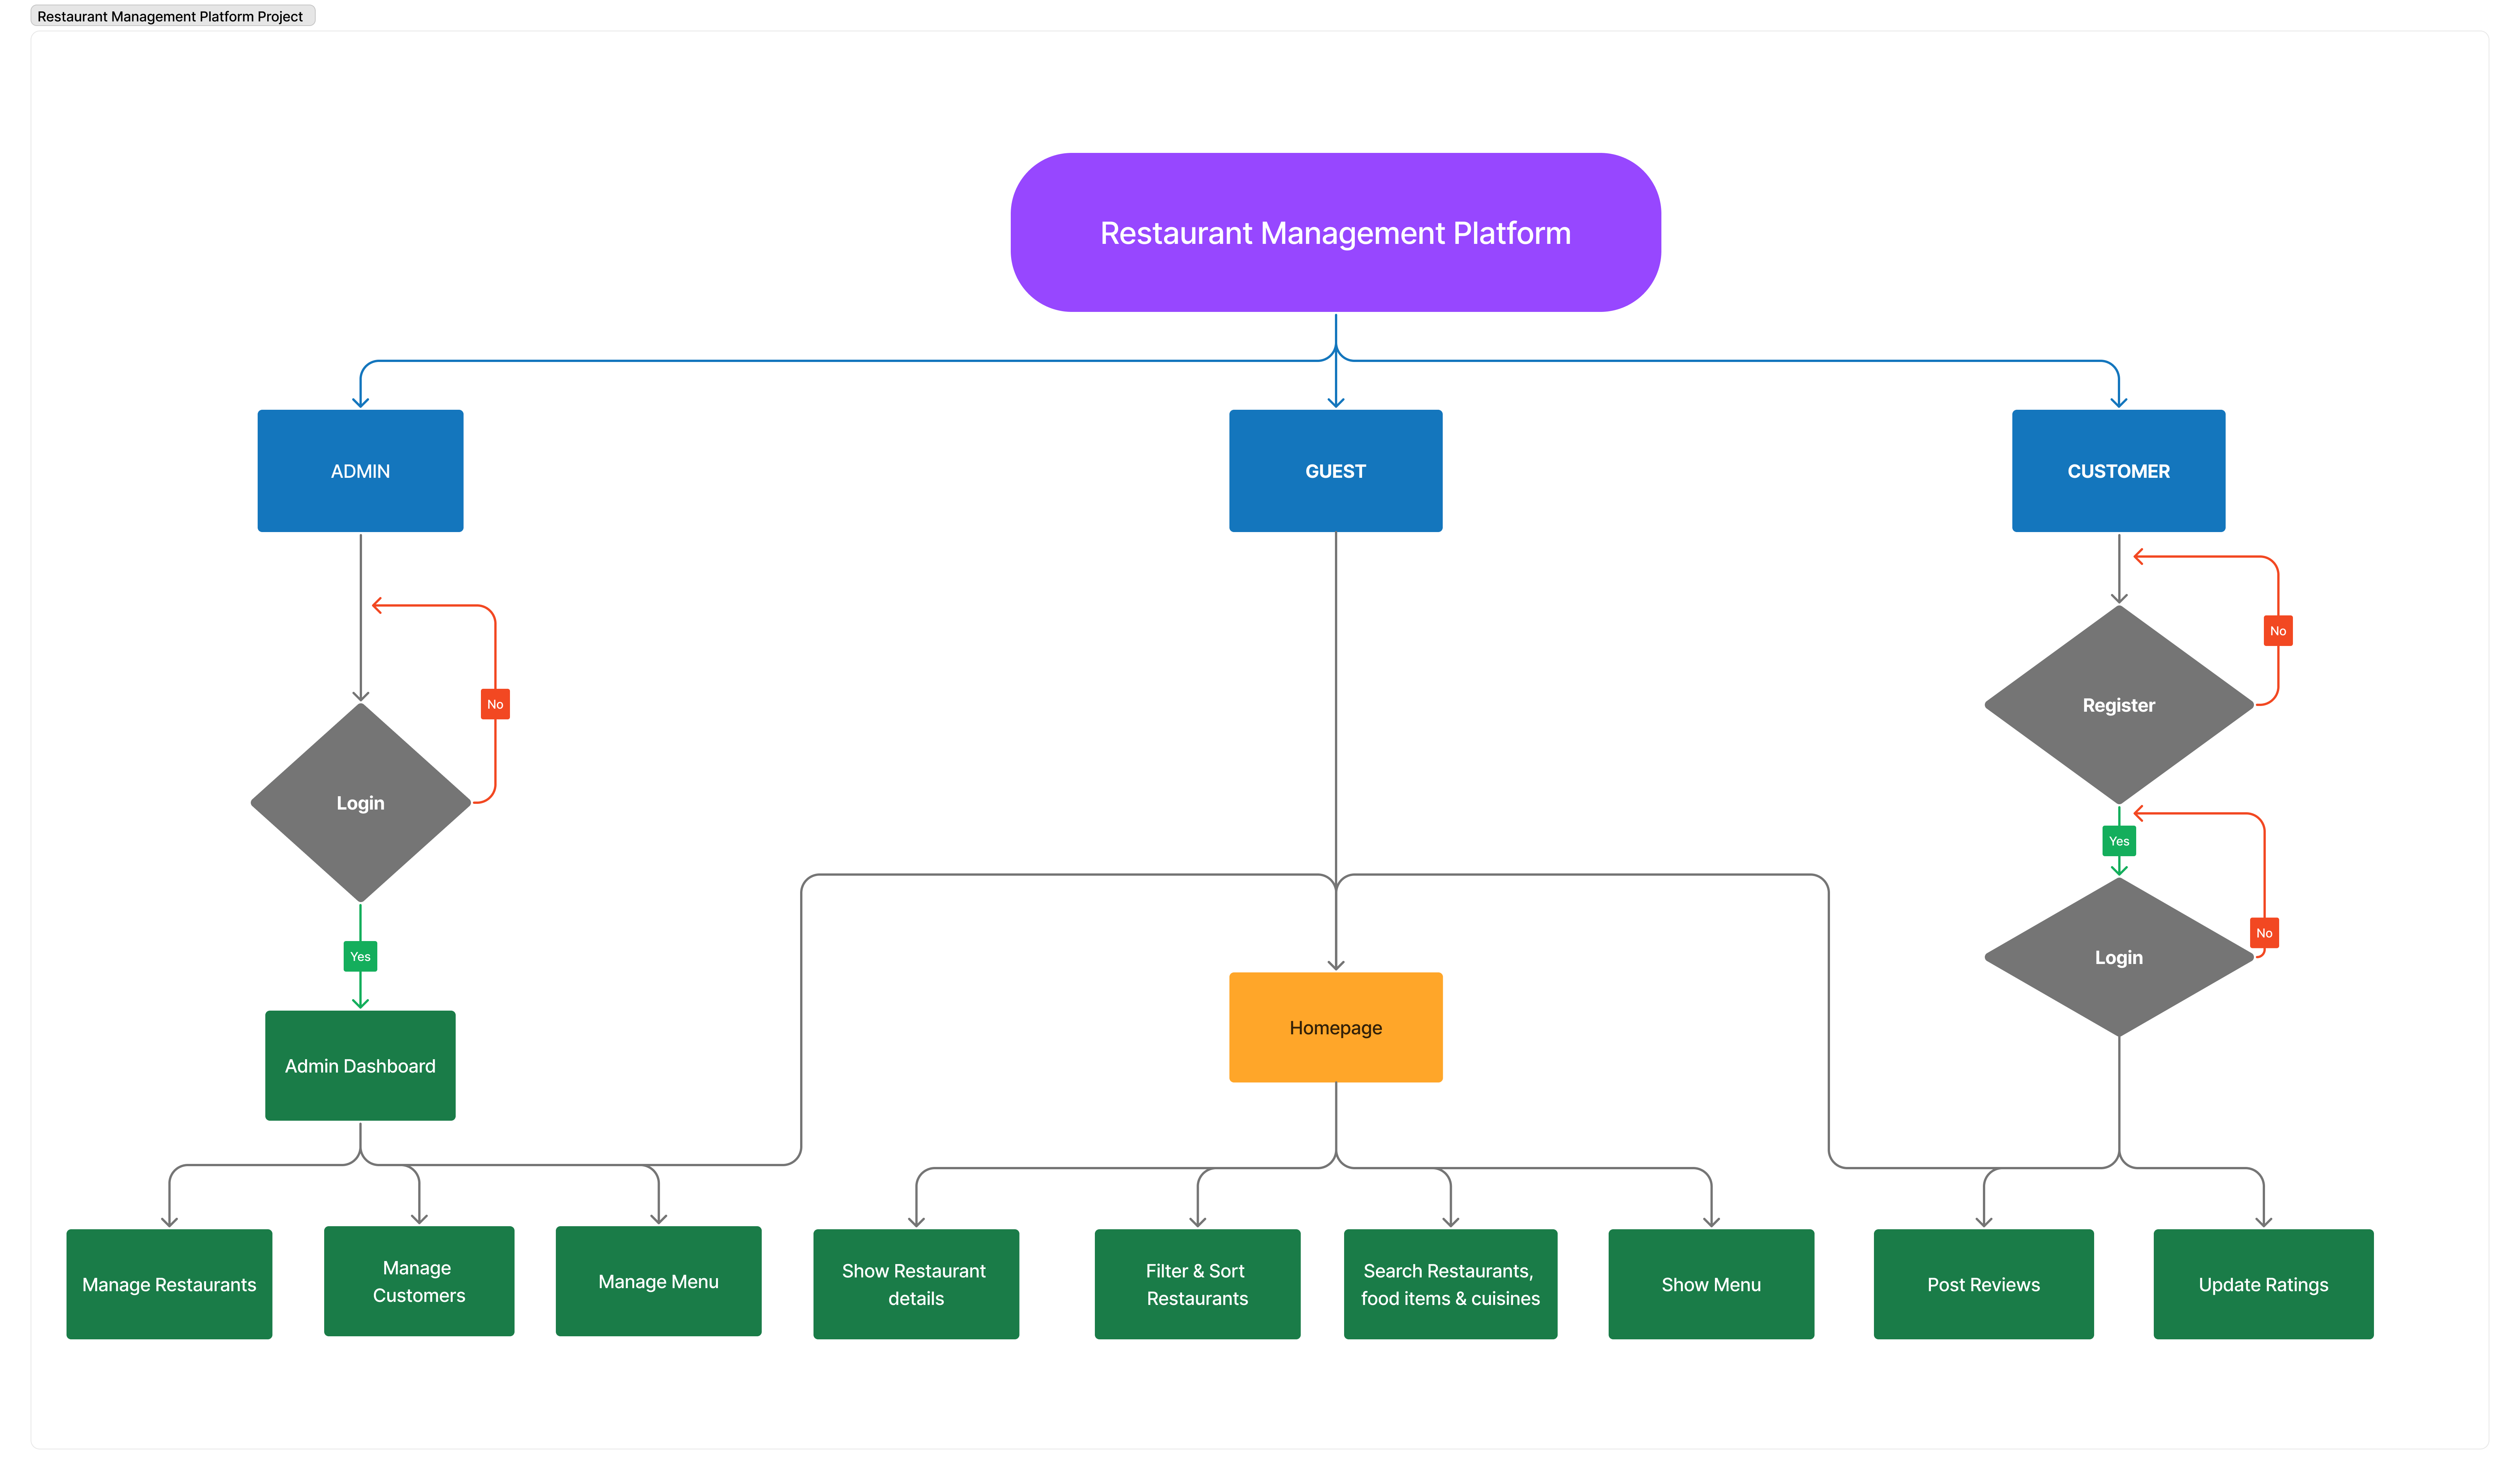 Restaurant Management Platform Project
Restaurant Management Platform
ADMIN
GUEST
CUSTOMER
No
Register
No
Login
Yes
No
Login
Yes
Homepage
Admin Dashboard
Manage Restaurants
Manage
Customers
Manage Menu
Show Restaurant
details
Filter & Sort
Restaurants
Search Restaurants,
food items & cuisines
Show Menu
Post Reviews
Update Ratings